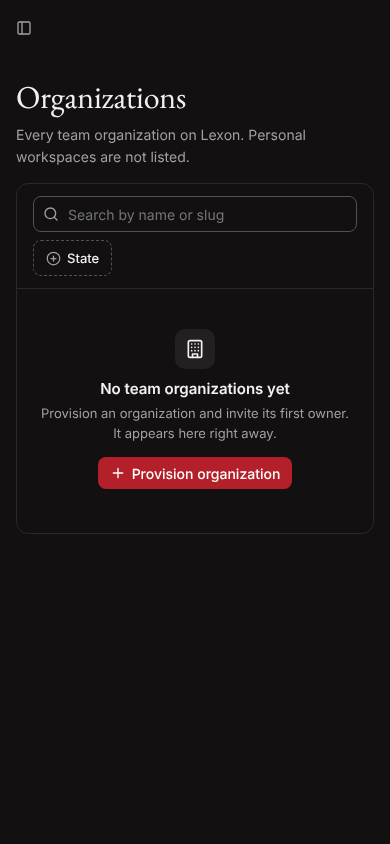 Organizations
Every team organization on Lexon. Personal
workspaces are not listed.
Search by name or slug
State
No team organizations yet
Provision an organization and invite its first owner.
It appears here right away.
Provision organization